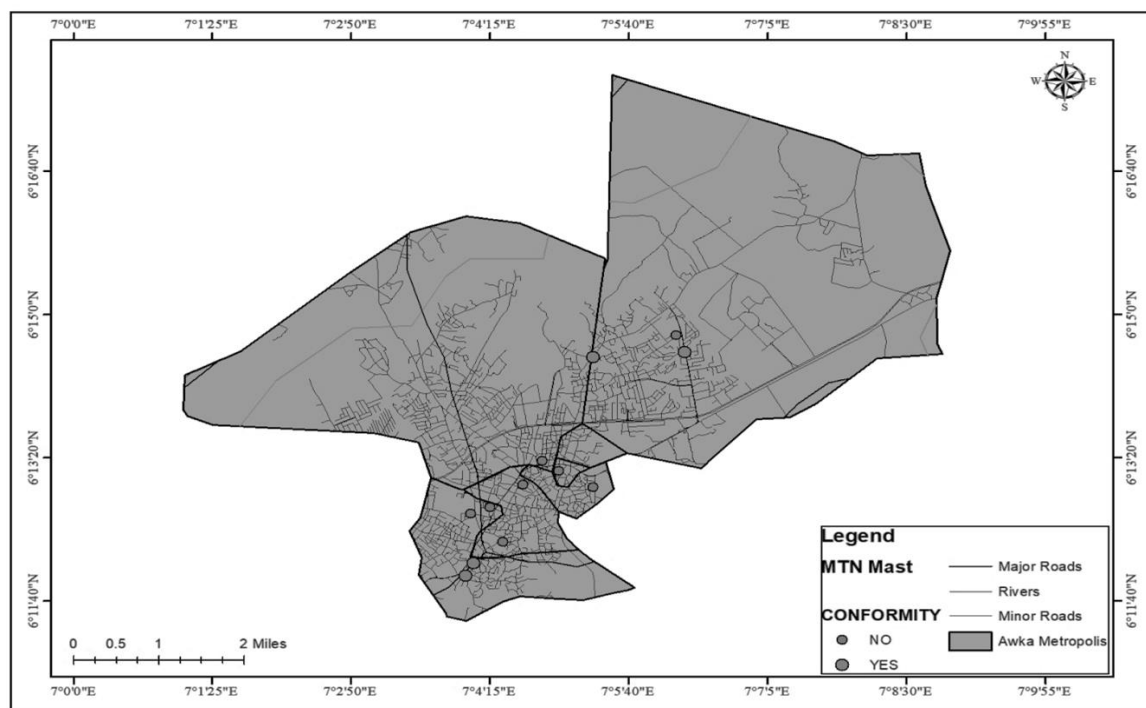 7°0'0"E 7°1'25"E 7°2'50"E 7°4'15"E 7°5'40"E 7°7'5"E 7°8'30"E 7°9'55"E
N
W E
S
6°16'40"N 6°16'40"N
6°15'0"N 6°15'0"N
6°13'20"N 6°13'20"N
6°11'40"N 6°11'40"N
Legend
MTN Mast
CONFORMITY
NO
YES
Major Roads
Rivers
Minor Roads
Awka Metropolis
0 0.5 1 2 Miles
7°0'0"E 7°1'25"E 7°2'50"E 7°4'15"E 7°5'40"E 7°7'5"E 7°8'30"E 7°9'55"E